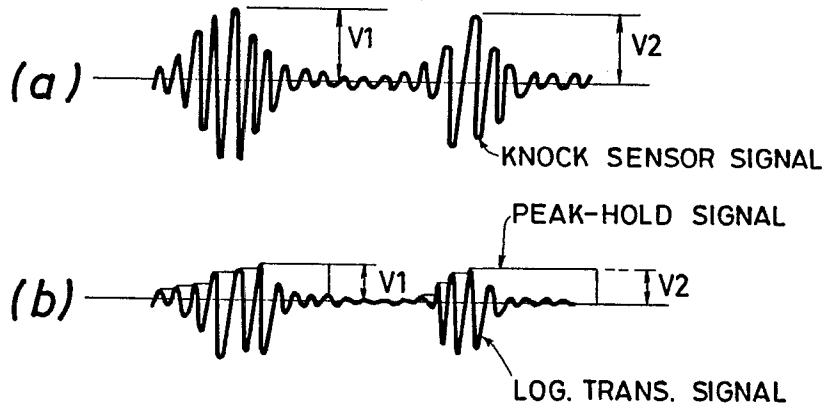 V1
V2
(a)
KNOCK SENSOR SIGNAL
PEAK-HOLD SIGNAL
(b)
V1
V2
LOG. TRANS. SIGNAL